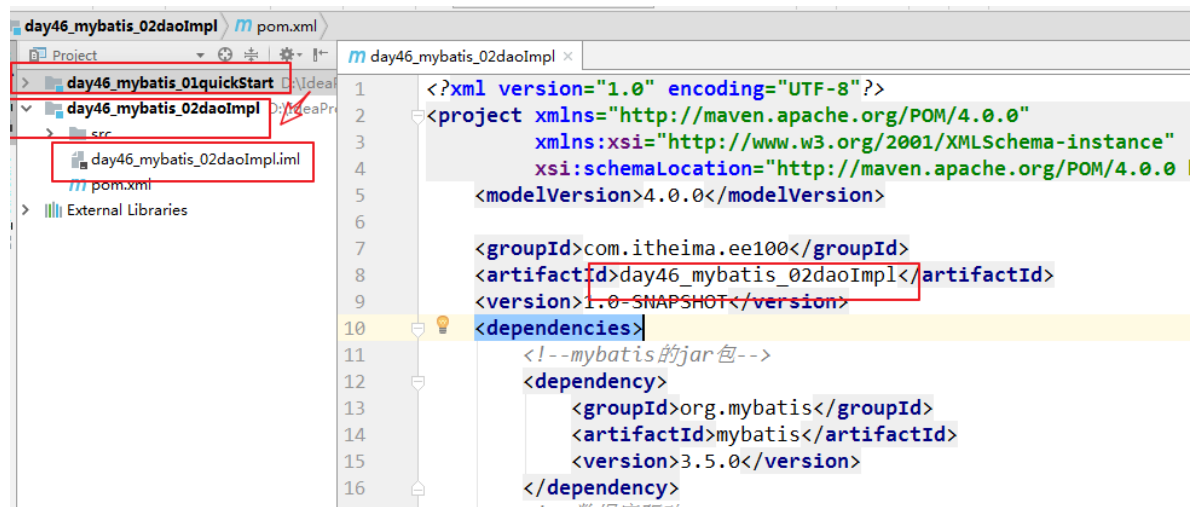 day46_mybatis_02daoImpl
pom.xml
Project
day46_mybatis_02daoImpl
day46_mybatis_01quickStart D:\Idea
day46_mybatis_02daoImpl D:\IdeaPr
src
day46_mybatis_02daoImpl.iml
pom.xml
External Libraries
1 <?xml version="1.0" encoding="UTF-8"?>
2 <project xmlns="http://maven.apache.org/POM/4.0.0"
3 xmlns:xsi="http://www.w3.org/2001/XMLSchema-instance"
4 xsi:schemaLocation="http://maven.apache.org/POM/4.0.0
5 <modelVersion>4.0.0</modelVersion>
6
7 <groupId>com.itheima.ee100</groupId>
8 <artifactId>day46_mybatis_02daoImpl</artifactId>
9 <version>1.0-SNAPSHOT</version>
10 <dependencies>
11 <!--mybatis的jar包-->
12 <dependency>
13 <groupId>org.mybatis</groupId>
14 <artifactId>mybatis</artifactId>
15 <version>3.5.0</version>
16 </dependency>